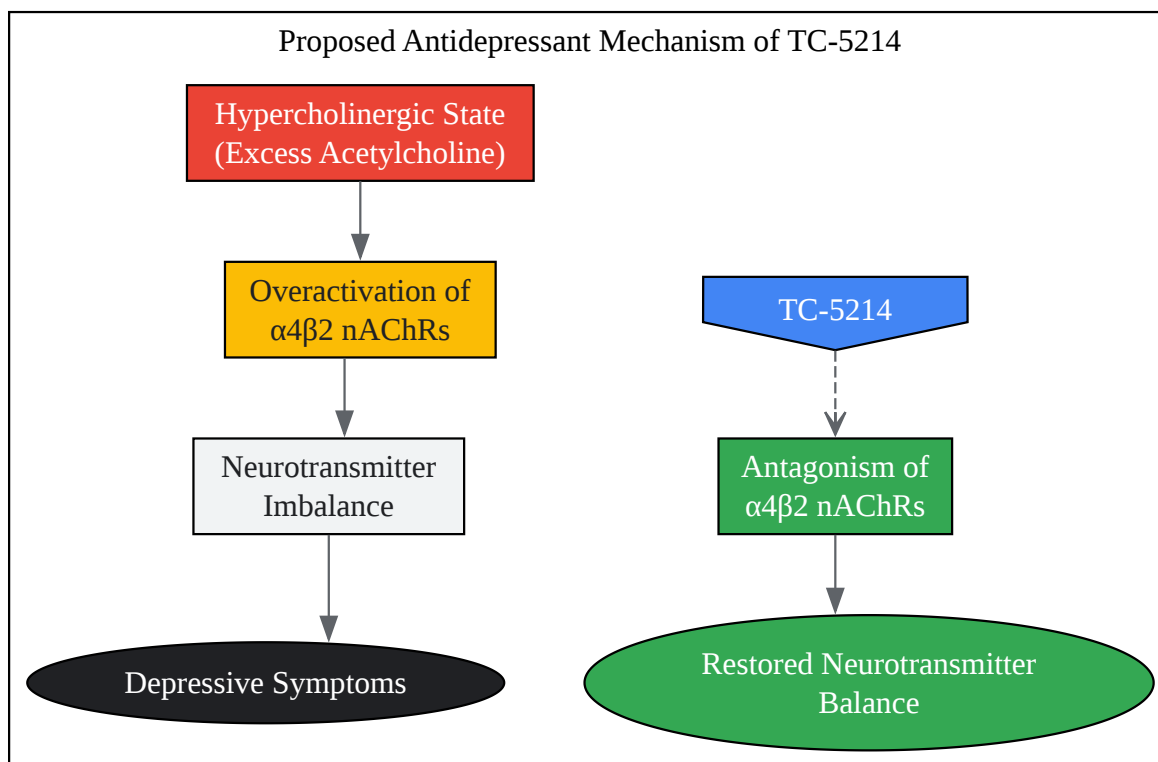 Proposed Antidepressant Mechanism of TC-5214
Hypercholinergic State
(Excess Acetylcholine)
Overactivation of
α4β2 nAChRs
Neurotransmitter
Imbalance
Depressive Symptoms
TC-5214
Antagonism of
α4β2 nAChRs
Restored Neurotransmitter
Balance